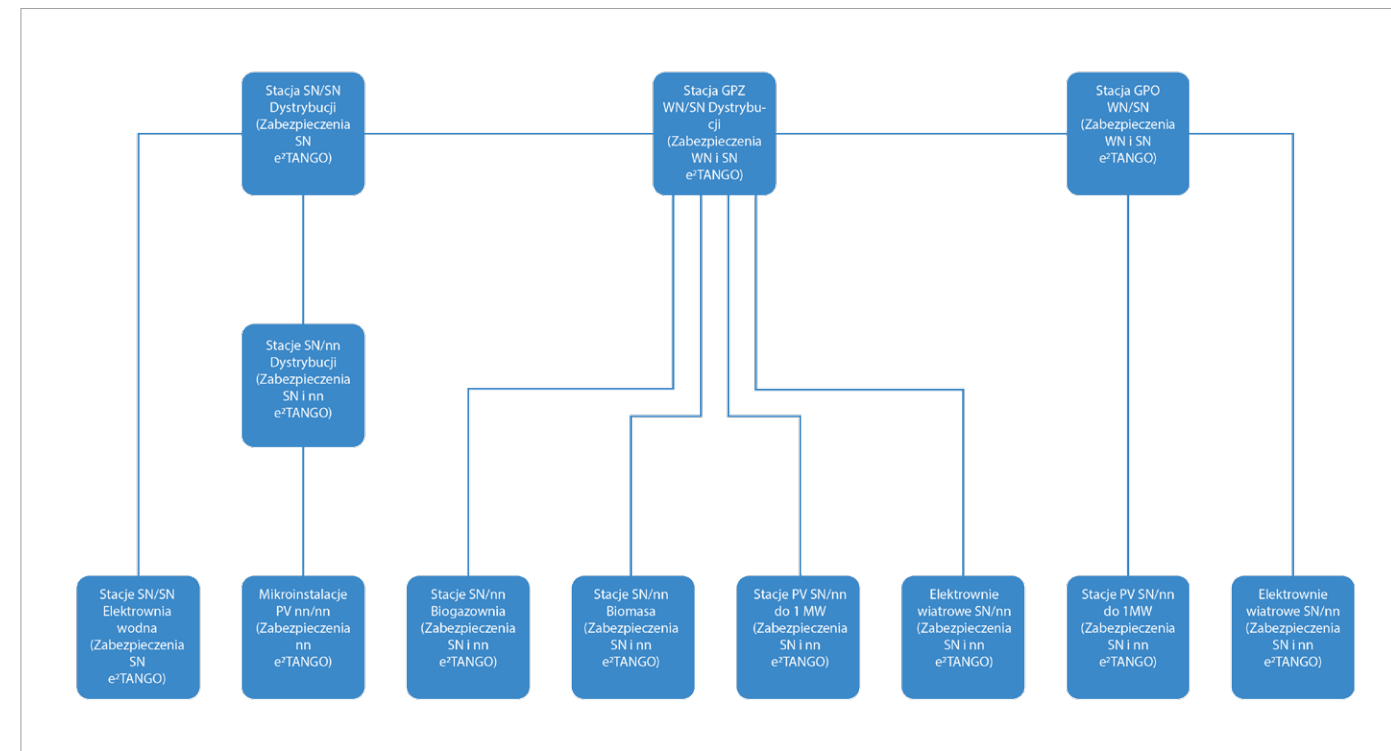 Stacja SN/SN
Dystrybucji
(Zabezpieczenia
SN
e²TANGO)
Stacja GPZ
WN/SN Dystrybu-
cji
(Zabezpieczenia
WN i SN
e²TANGO)
Stacja GPO
WN/SN
(Zabezpieczenia
WN i SN
e²TANGO)
Stacje SN/nn
Dystrybucji
(Zabezpieczenia
SN i nn
e²TANGO)
Stacje SN/SN
Elektrownia
wodna
(Zabezpieczenia
SN
e²TANGO)
Mikroinstalacje
PV nn/nn
(Zabezpieczenia
nn
e²TANGO)
Stacje SN/nn
Biogazownia
(Zabezpieczenia
SN i nn
e²TANGO)
Stacje SN/nn
Biomasa
(Zabezpieczenia
SN i nn
e²TANGO)
Stacje PV SN/nn
do 1 MW
(Zabezpieczenia
SN i nn
e²TANGO)
Elektrownie
wiatrowe SN/nn
(Zabezpieczenia
SN i nn
e²TANGO)
Stacje PV SN/nn
do 1MW
(Zabezpieczenia
SN i nn
e²TANGO)
Elektrownie
wiatrowe SN/nn
(Zabezpieczenia
SN i nn
e²TANGO)